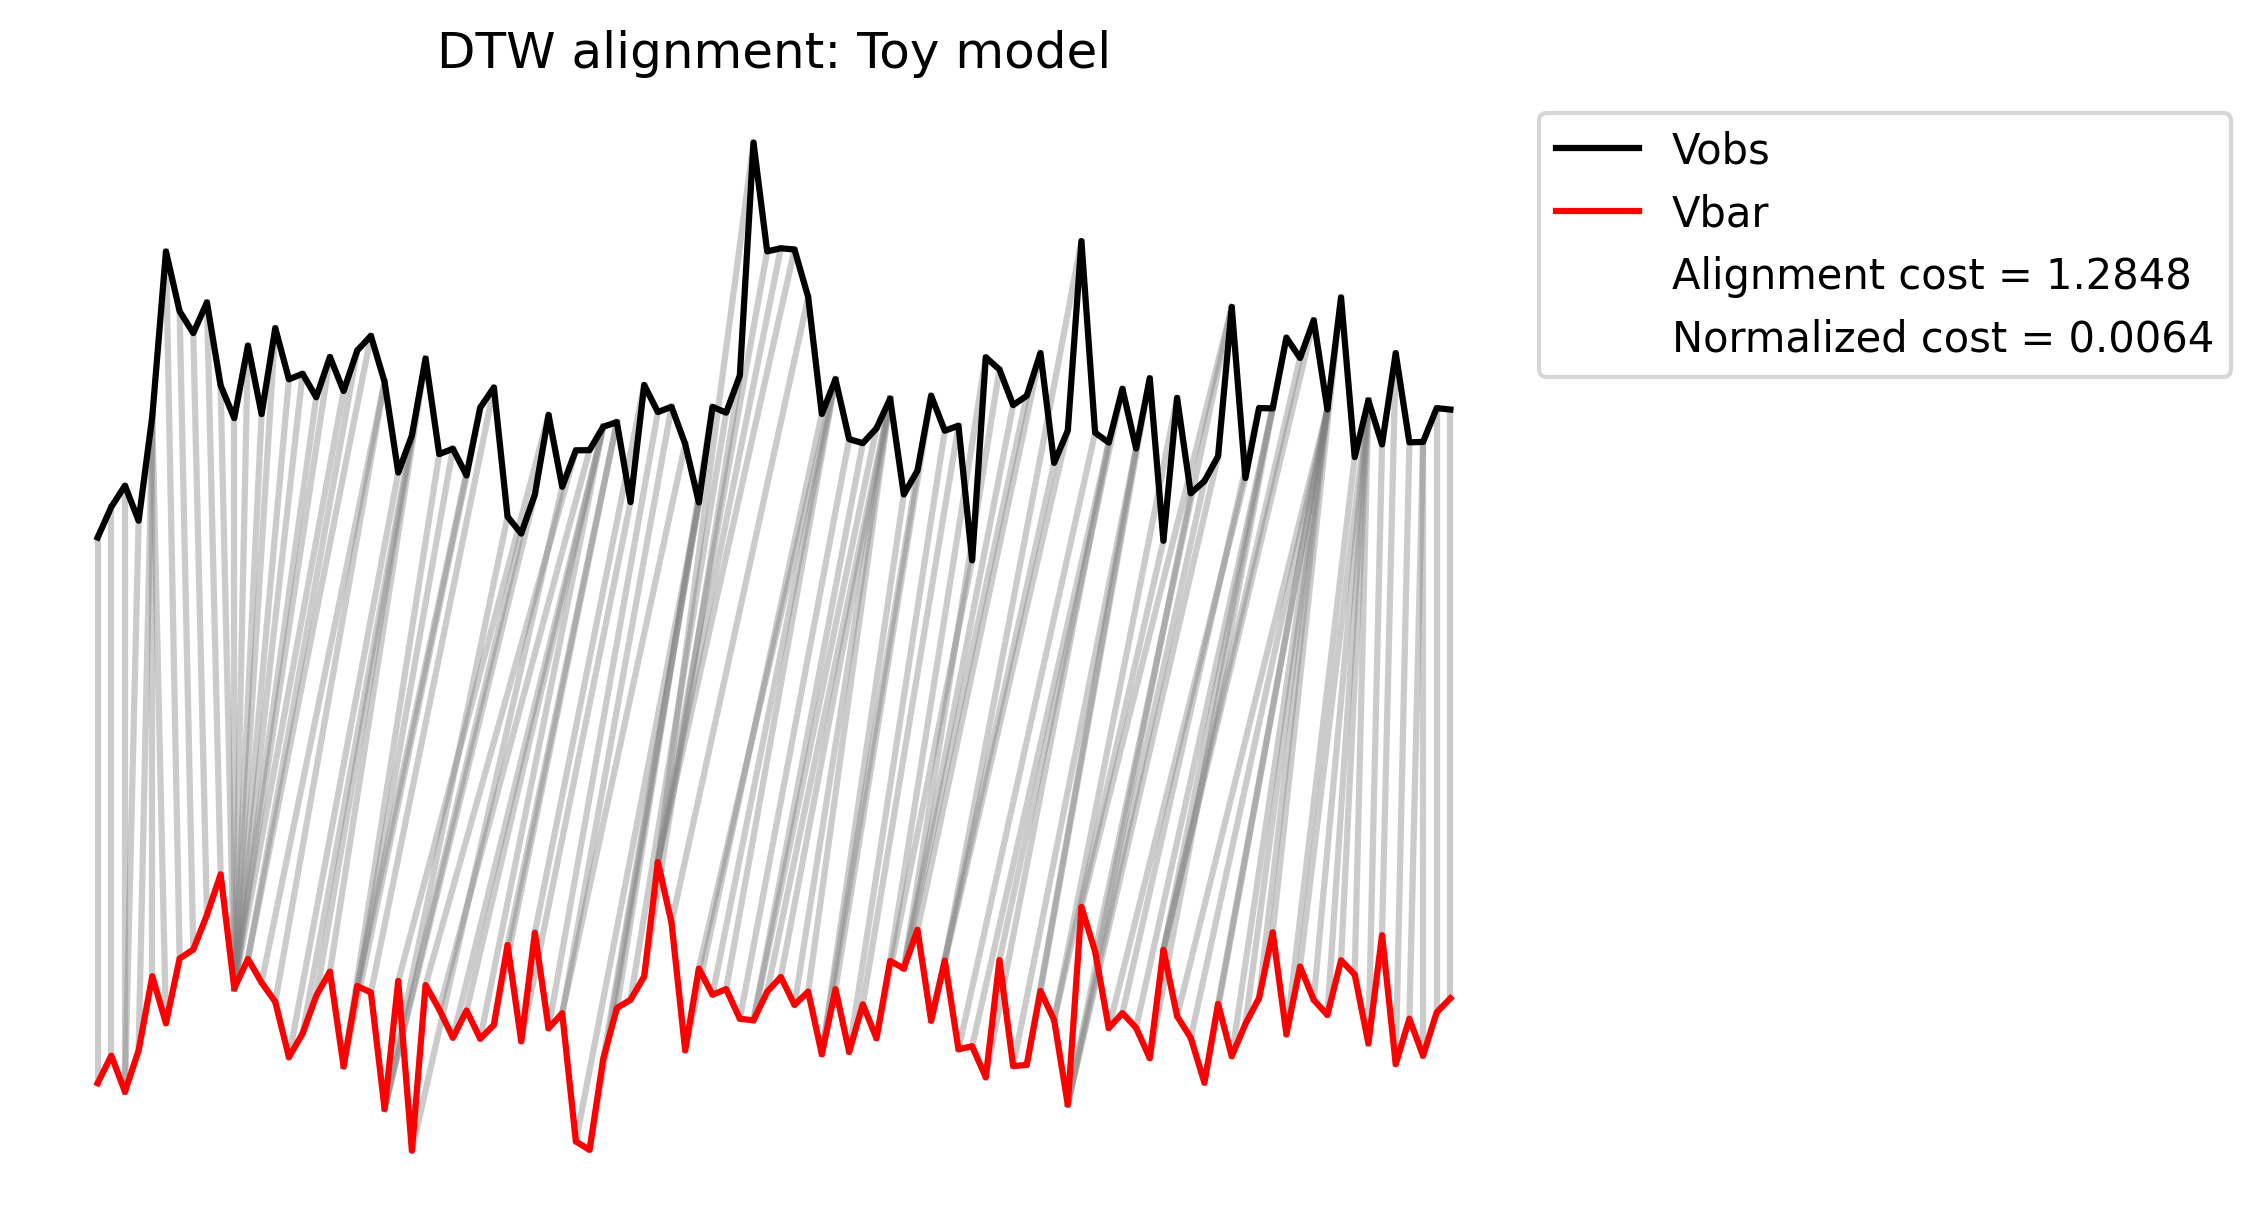 DTW alignment: Toy model
Vobs
Vbar
Alignment cost = 1.2848
Normalized cost = 0.0064